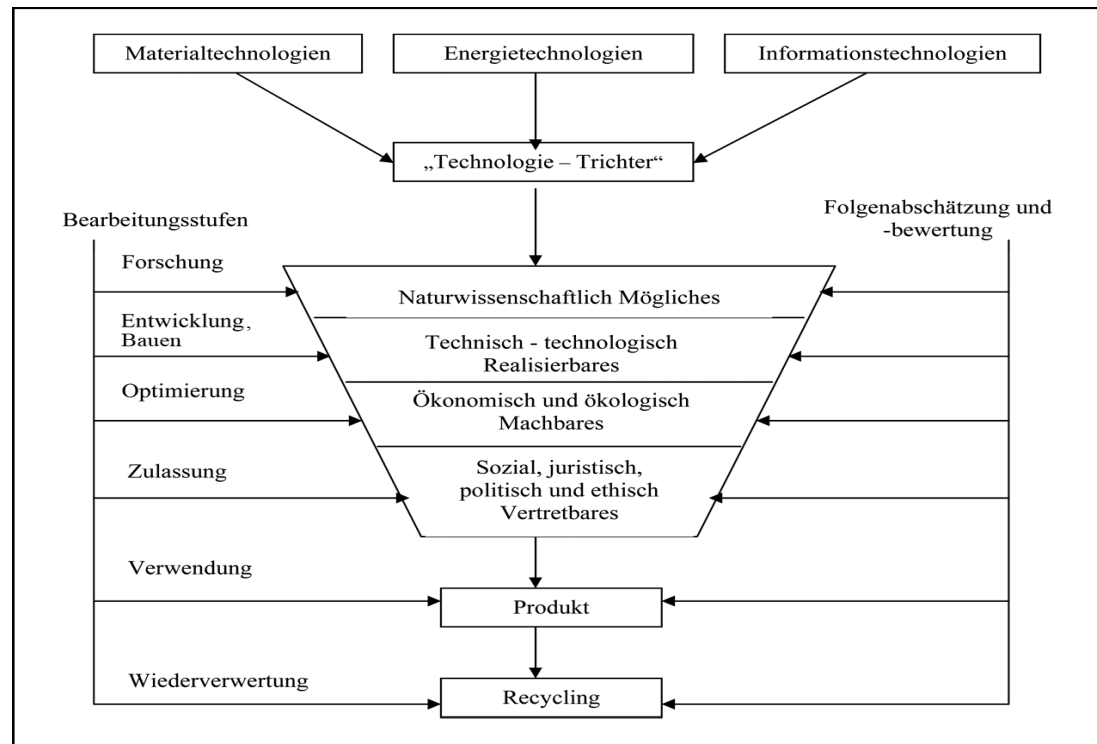 Materialtechnologien
Energietechnologien
Informationstechnologien
„Technologie – Trichter“
Bearbeitungsstufen
Folgenabschätzung und
-bewertung
Forschung
Naturwissenschaftlich Mögliches
Entwicklung,
Bauen
Technisch - technologisch
Realisierbares
Optimierung
Ökonomisch und ökologisch
Machbares
Zulassung
Sozial, juristisch,
politisch und ethisch
Vertretbares
Verwendung
Produkt
Wiederverwertung
Recycling